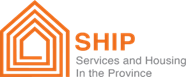 SHIP
Services and Housing
In the Province